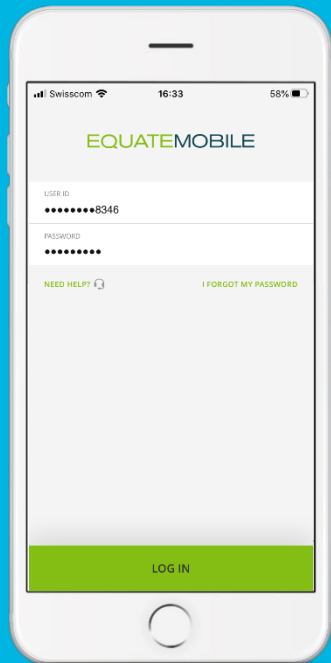 Swisscom 16:33 58%
EQUATEMOBILE
USER ID
••••••••8346
PASSWORD
•••••••••
NEED HELP? I FORGOT MY PASSWORD
LOG IN